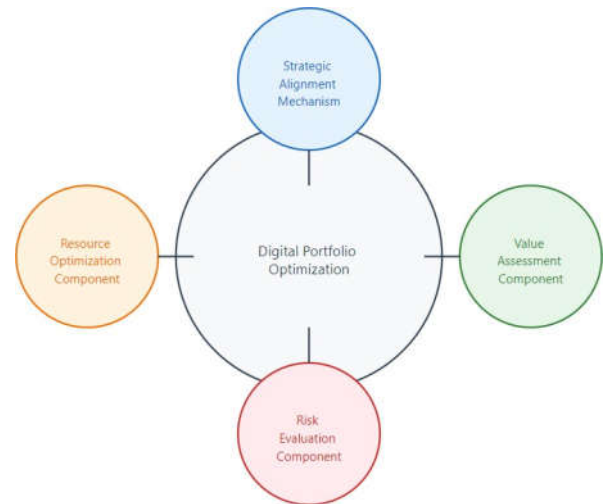 Strategic
Alignment
Mechanism
Resource
Optimization
Component
Digital Portfolio
Optimization
Value
Assessment
Component
Risk
Evaluation
Component